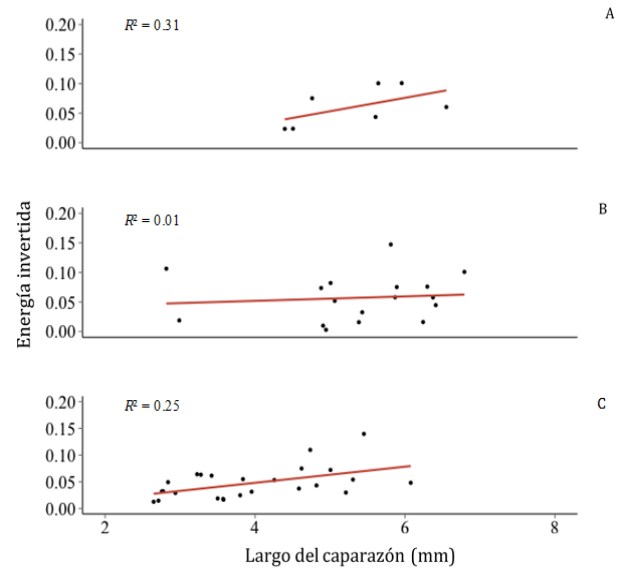 A
R² = 0.31
0.20
0.15
0.10
0.05
0.00
B
R² = 0.01
0.20
0.15
0.10
0.05
0.00
Energía invertida
C
R² = 0.25
0.20
0.15
0.10
0.05
0.00
2 4 6 8
Largo del caparazón (mm)